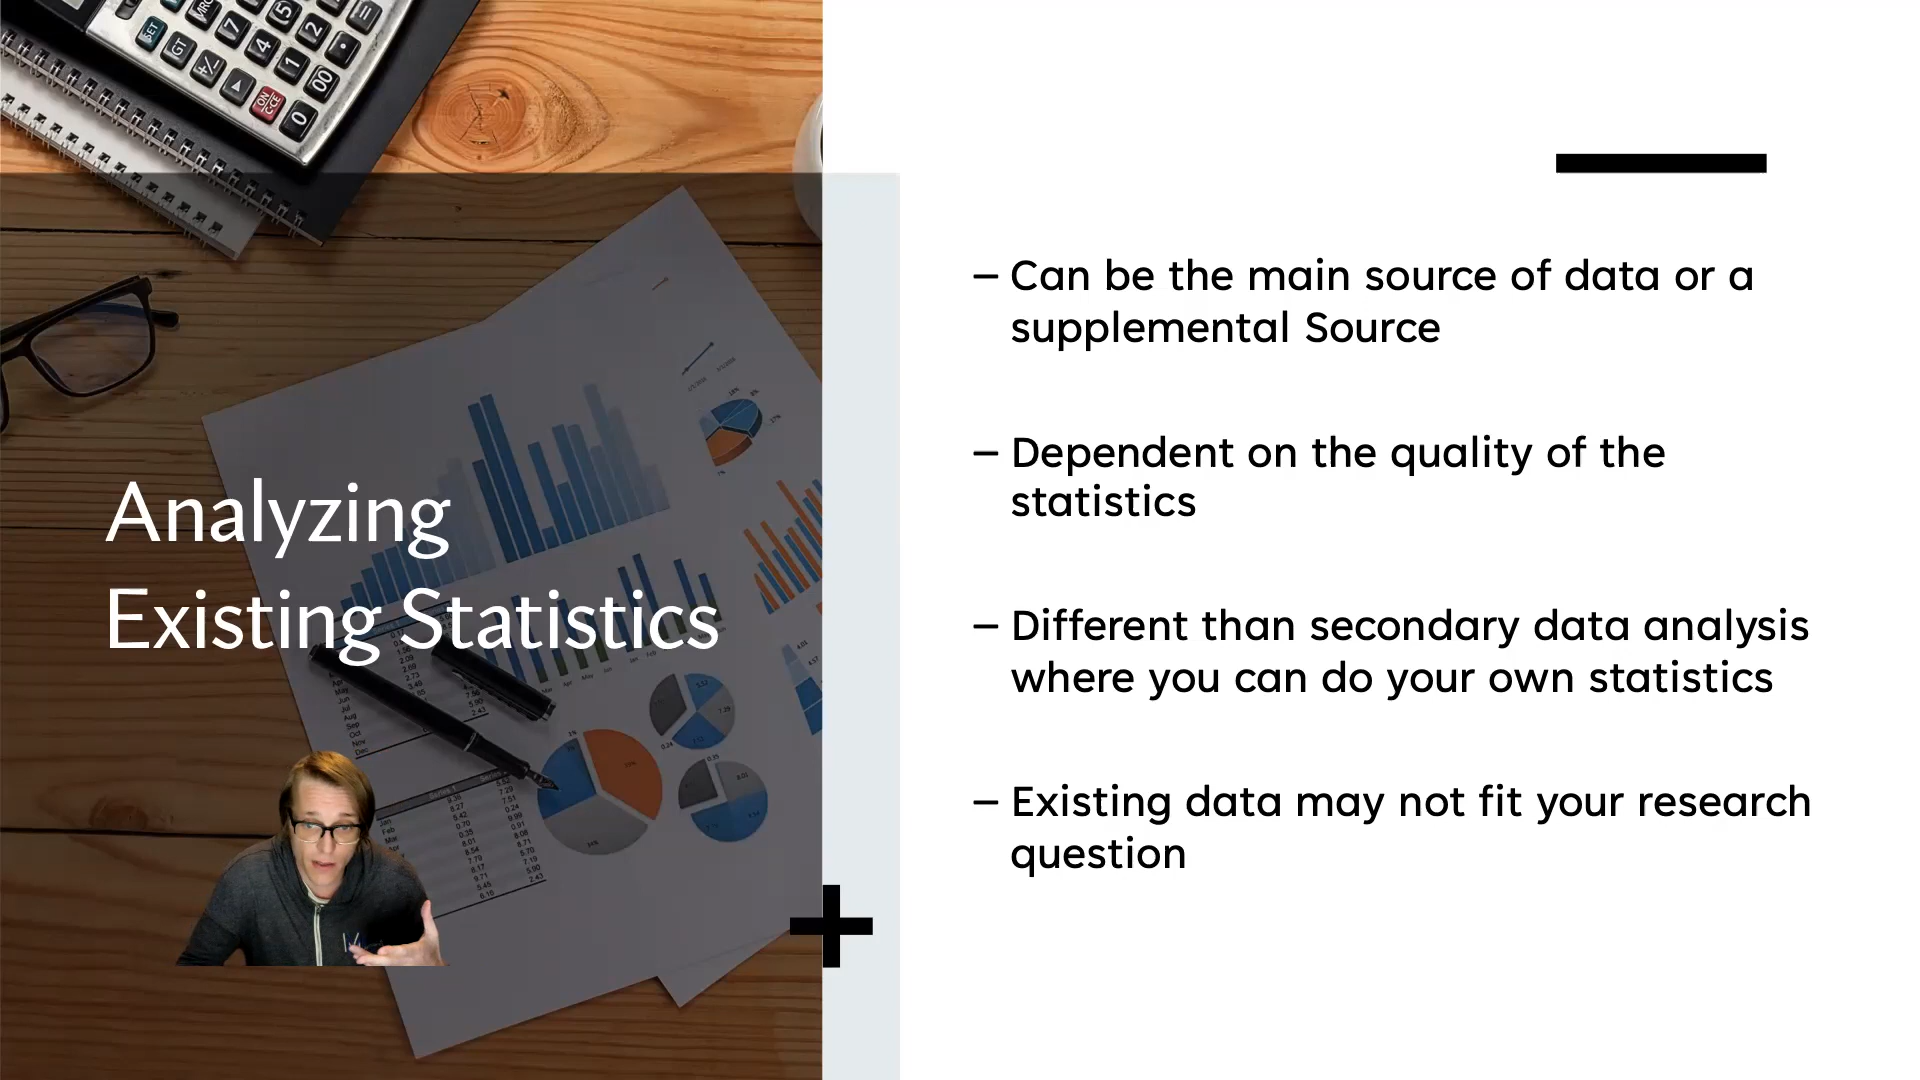 Analyzing
Existing Statistics
– Can be the main source of data or a
supplemental Source
– Dependent on the quality of the
statistics
– Different than secondary data analysis
where you can do your own statistics
– Existing data may not fit your research
question